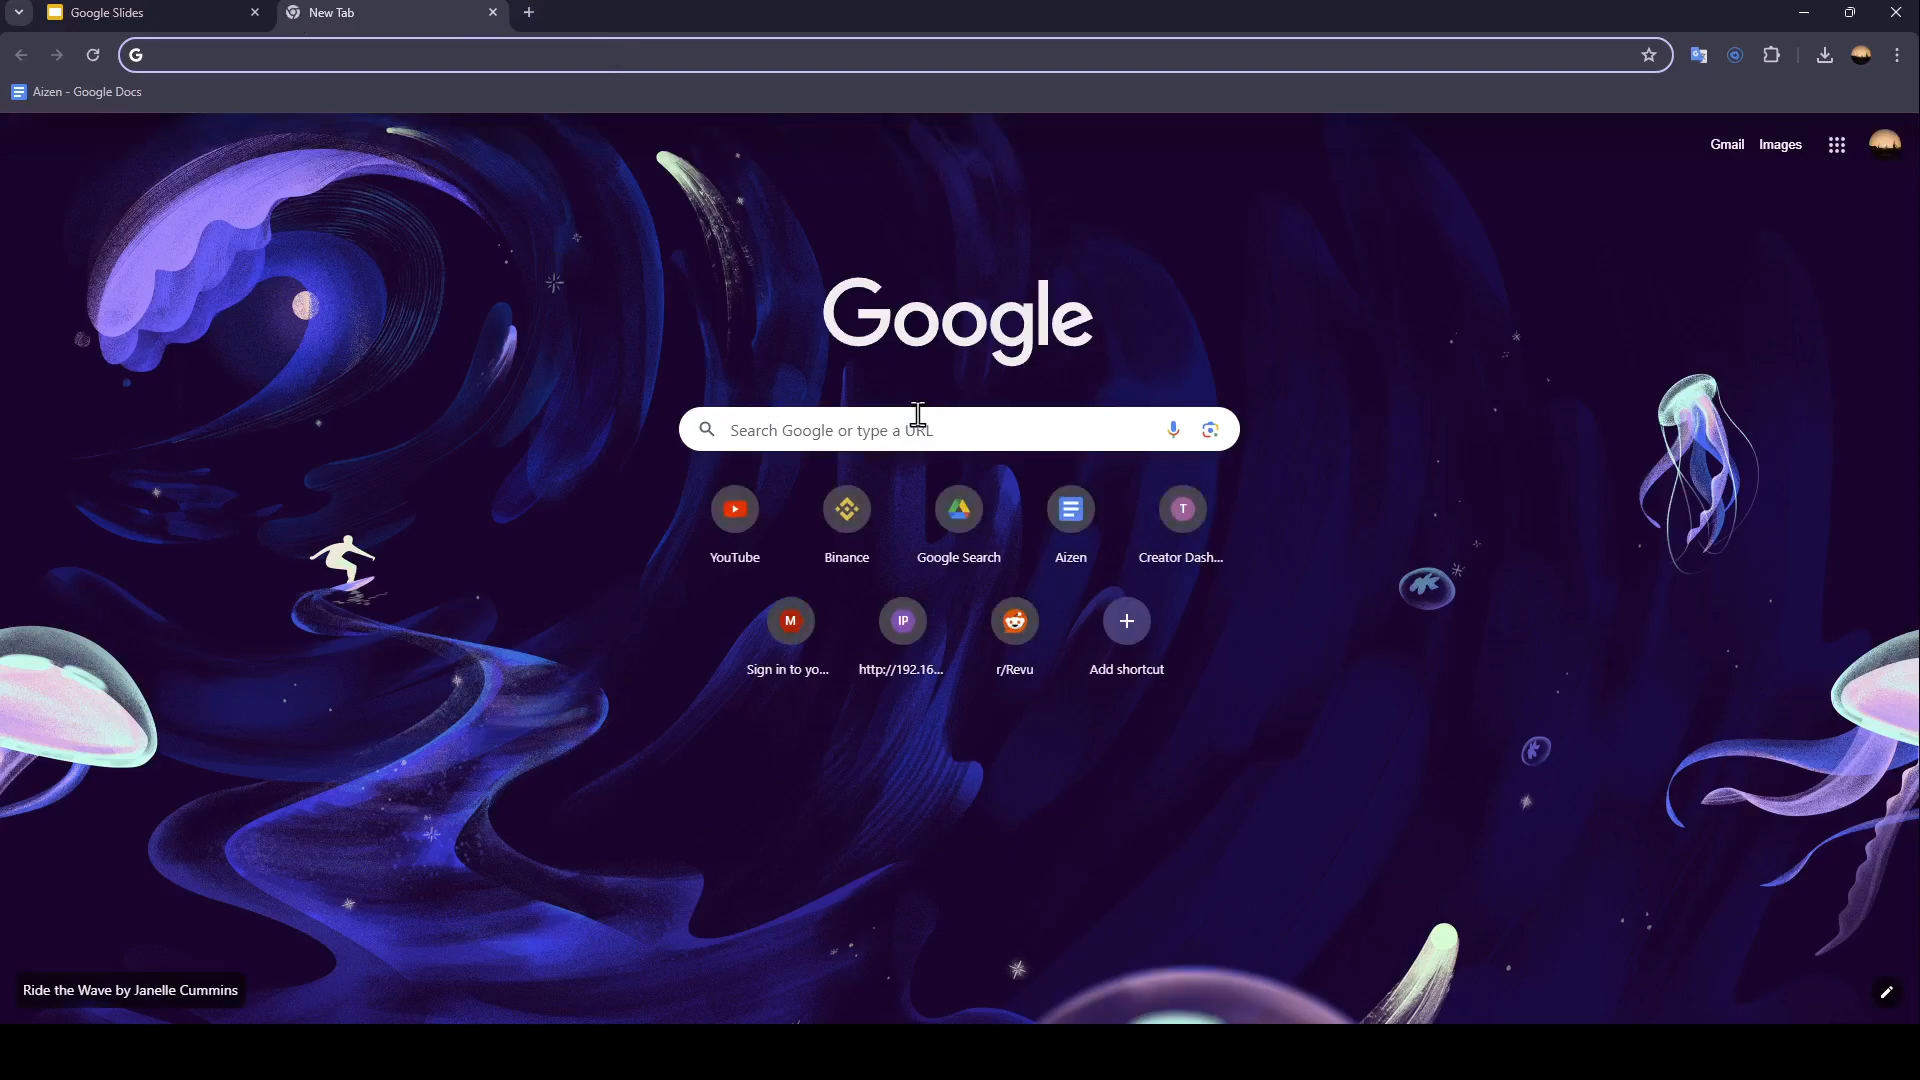 Google Slides
New Tab
Aizen - Google Docs
Gmail
Images
Google
Search Google or type a URL
YouTube
Binance
Google Search
Aizen
T
Creator Dash...
M
Sign in to yo...
IP
http://192.16...
r/Revu
Add shortcut
Ride the Wave by Janelle Cummins